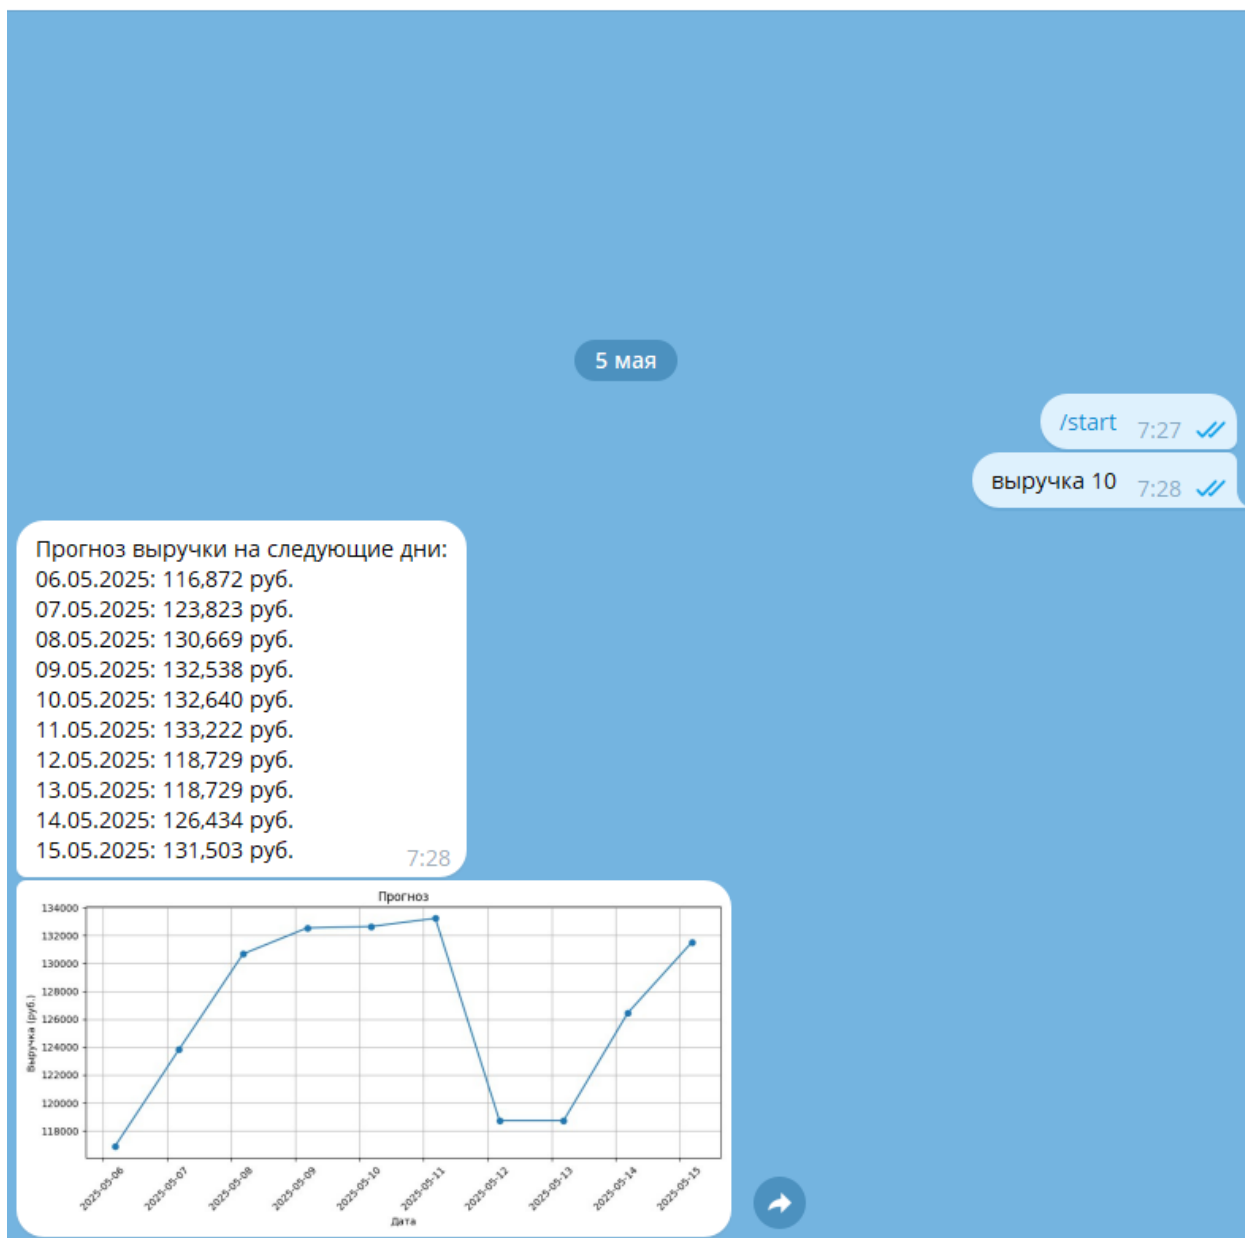 5 мая
/start 7:27
выручка 10 7:28
Прогноз выручки на следующие дни:
06.05.2025: 116,872 руб.
07.05.2025: 123,823 руб.
08.05.2025: 130,669 руб.
09.05.2025: 132,538 руб.
10.05.2025: 132,640 руб.
11.05.2025: 133,222 руб.
12.05.2025: 118,729 руб.
13.05.2025: 118,729 руб.
14.05.2025: 126,434 руб.
15.05.2025: 131,503 руб. 7:28
Прогноз
134000
132000
130000
128000
126000
124000
122000
120000
118000
Выручка (руб.)
2025-05-06
2025-05-07
2025-05-08
2025-05-09
2025-05-10
2025-05-11
2025-05-12
2025-05-13
2025-05-14
2025-05-15
Дата